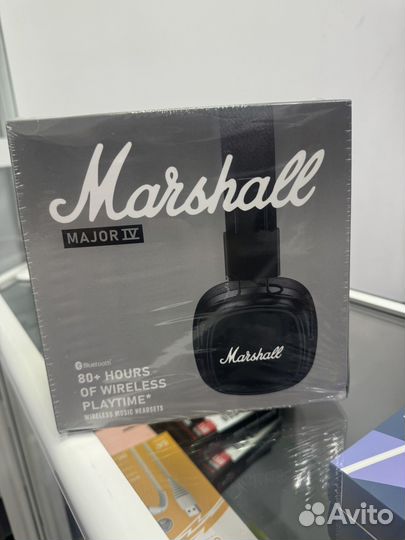 Marshall
MAJOR IV
Marshall
Bluetooth
80+ HOURS
OF WIRELESS
PLAYTIME*
WIRELESS MUSIC HEADSETS
Avito